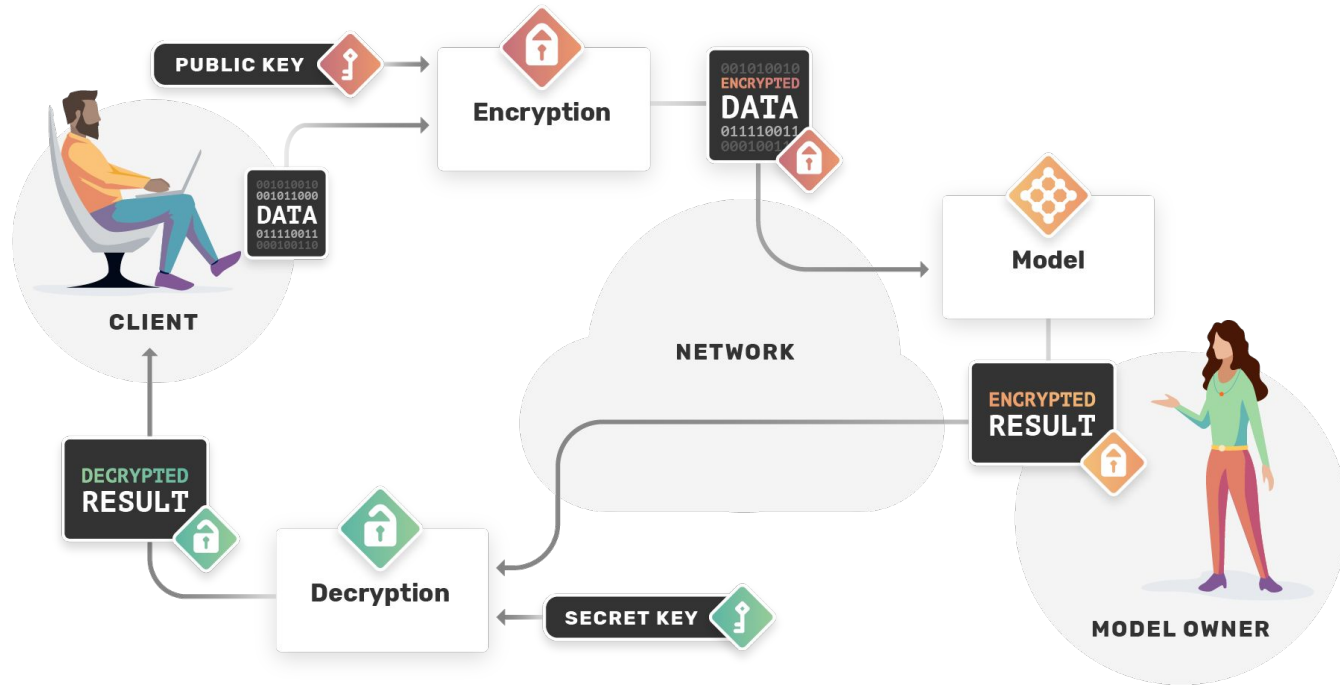 PUBLIC KEY
Encryption
001010010
ENCRYPTED
DATA
011110011
00010011
001010010
001011000
DATA
011110011
000100110
CLIENT
Model
NETWORK
ENCRYPTED
RESULT
DECRYPTED
RESULT
Decryption
SECRET KEY
MODEL OWNER